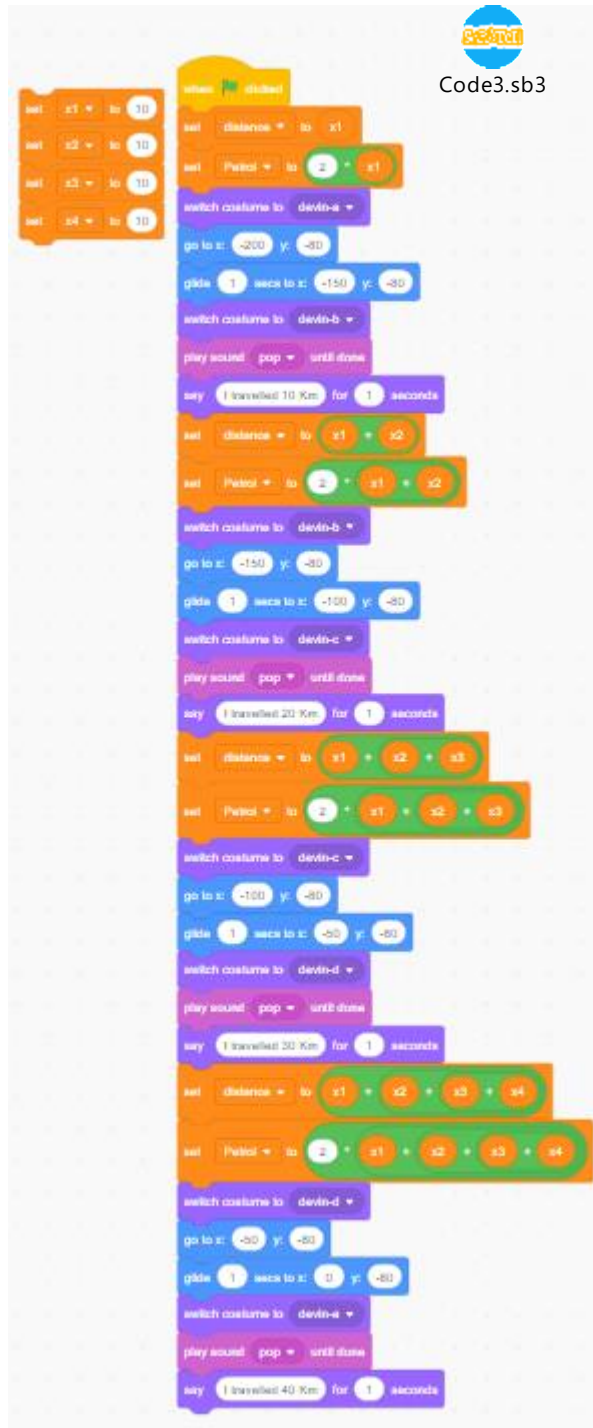 SCRATCH
Code3.sb3
set x1 to 10
set x2 to 10
set x3 to 10
set x4 to 10
when clicked
set distance to x1
set Petrol to 2 * x1
switch costume to devin-a
go to x: -200 y: -80
glide 1 secs to x: -150 y: -80
switch costume to devin-b
play sound pop until done
say I travelled 10 Km for 1 seconds
set distance to x1 + x2
set Petrol to 2 * x1 + x2
switch costume to devin-b
go to x: -150 y: -80
glide 1 secs to x: -100 y: -80
switch costume to devin-c
play sound pop until done
say I travelled 20 Km for 1 seconds
set distance to x1 + x2 + x3
set Petrol to 2 * x1 + x2 + x3
switch costume to devin-c
go to x: -100 y: -80
glide 1 secs to x: -50 y: -80
switch costume to devin-d
play sound pop until done
say I travelled 30 Km for 1 seconds
set distance to x1 + x2 + x3 + x4
set Petrol to 2 * x1 + x2 + x3 + x4
switch costume to devin-d
go to x: -50 y: -80
glide 1 secs to x: 0 y: -80
switch costume to devin-e
play sound pop until done
say I travelled 40 Km for 1 seconds